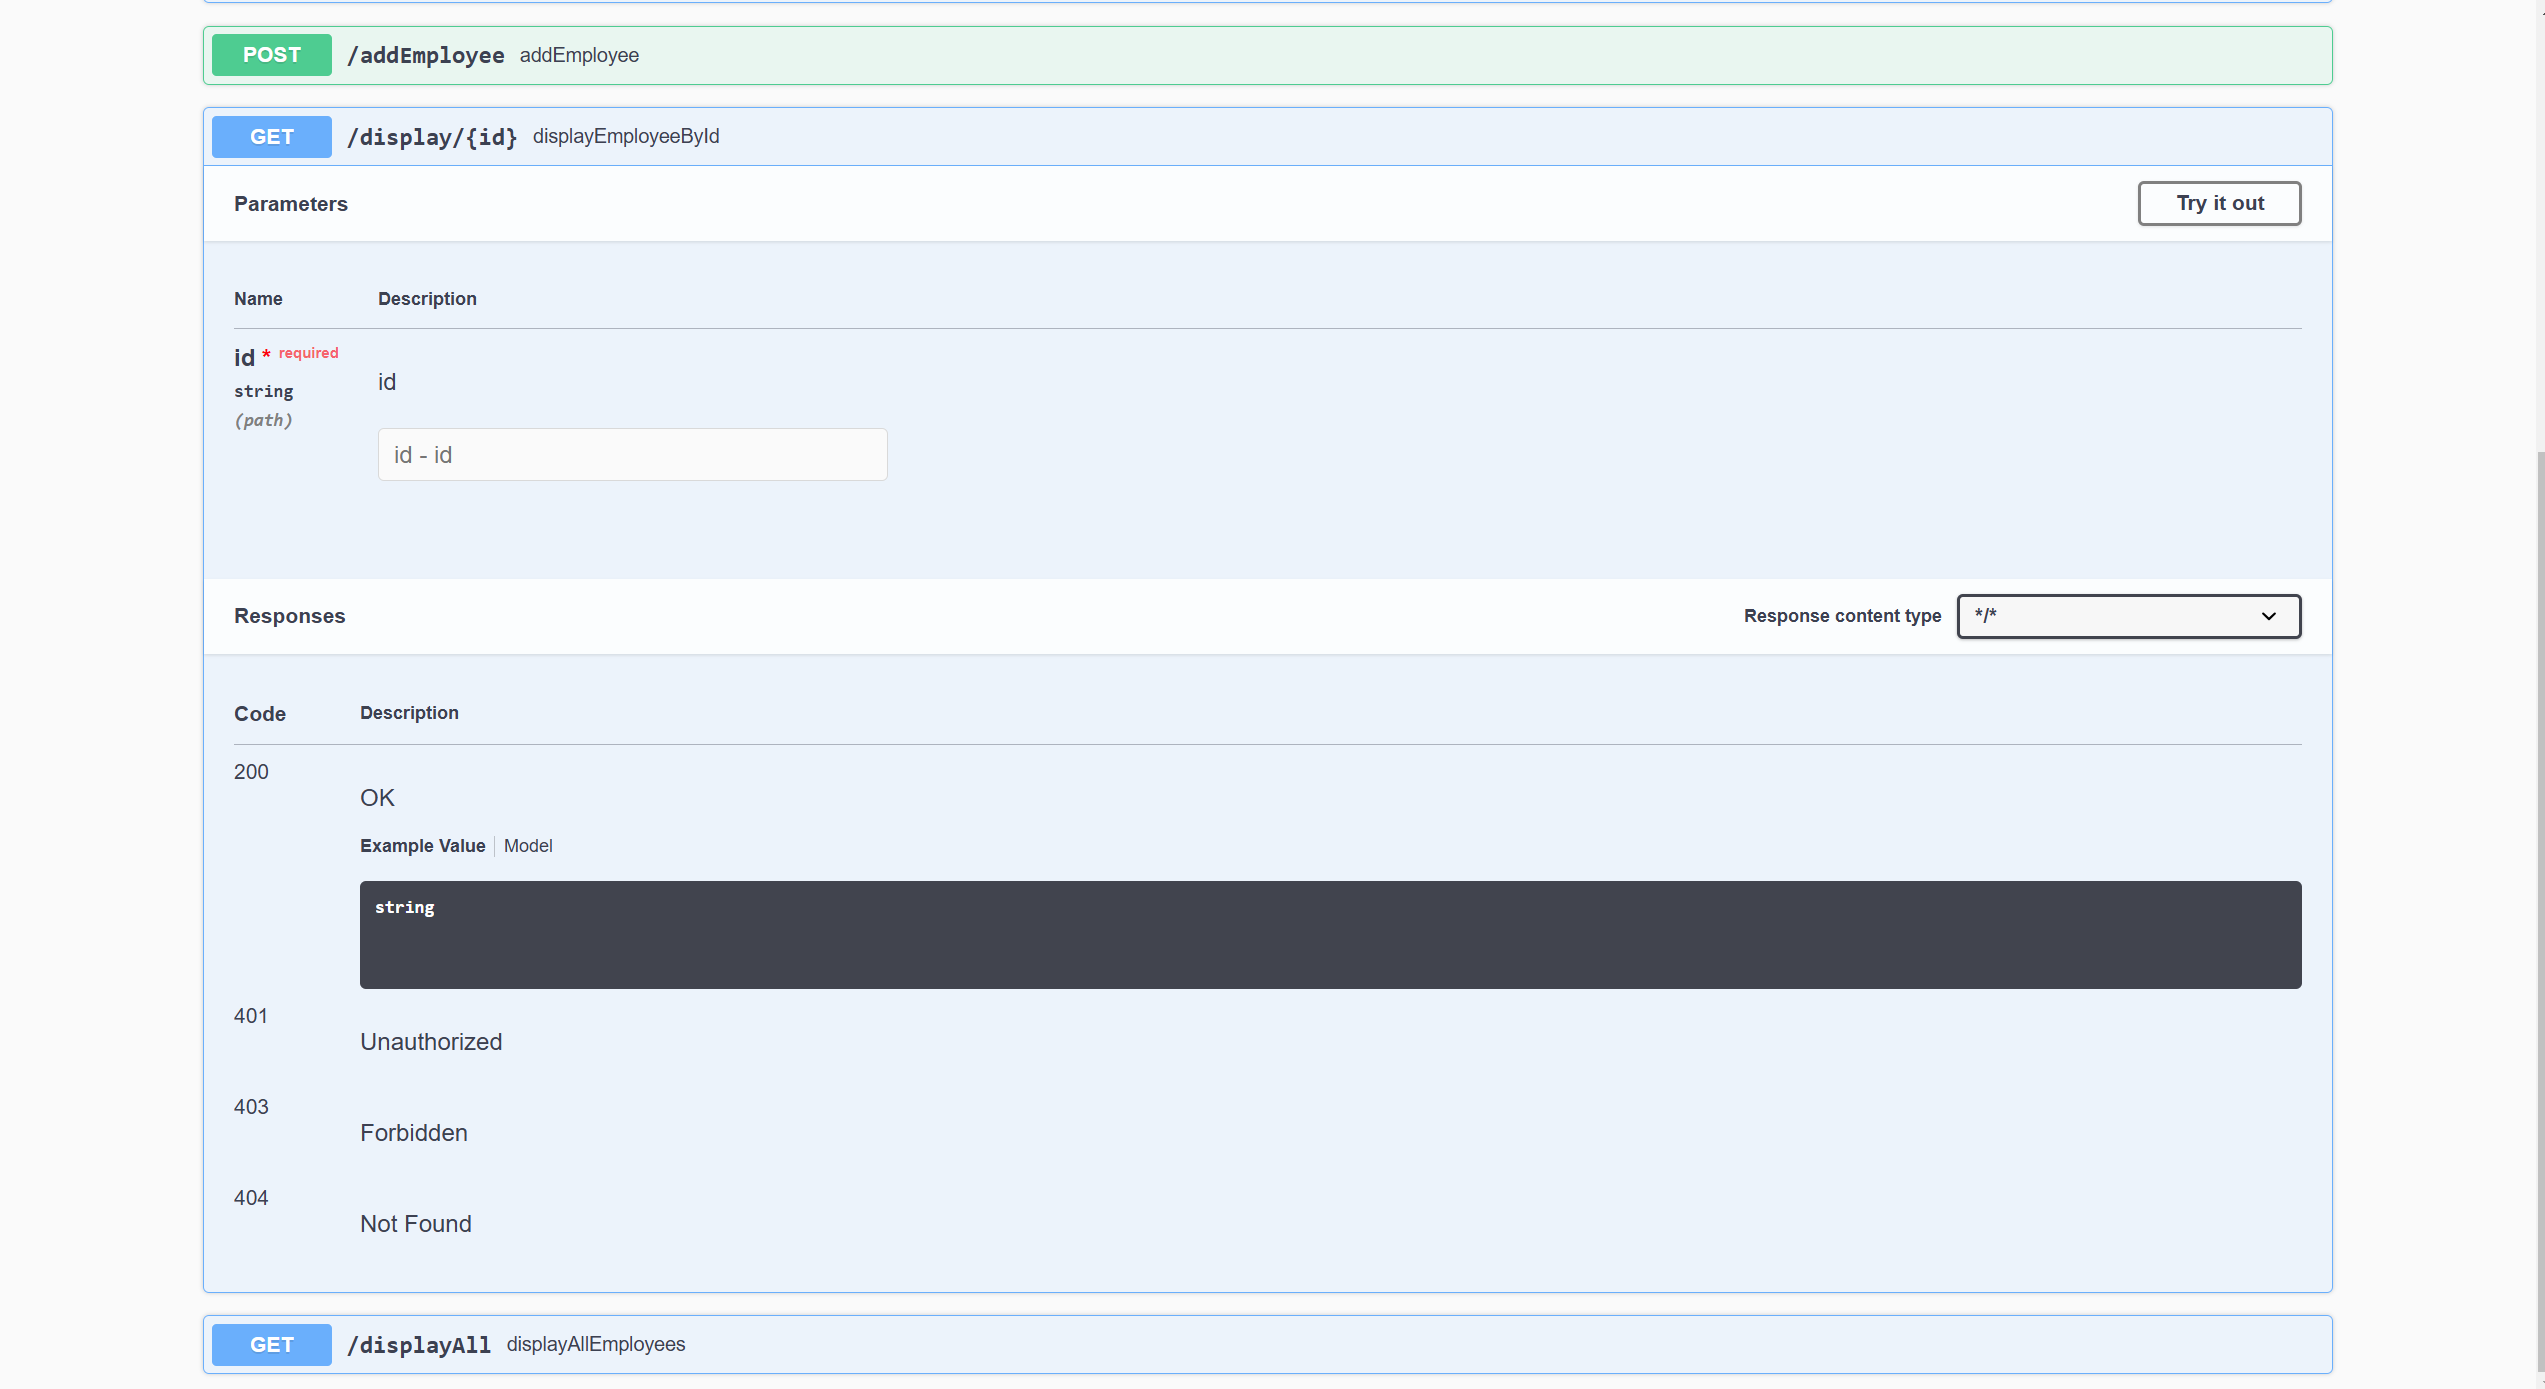 POST /addEmployee addEmployee
GET /display/{id} displayEmployeeById
Parameters Try it out
Name Description
id * required
id
string
(path)
id - id
Responses Response content type */*
Code Description
200
OK
Example Value Model
string
401
Unauthorized
403
Forbidden
404
Not Found
GET /displayAll displayAllEmployees